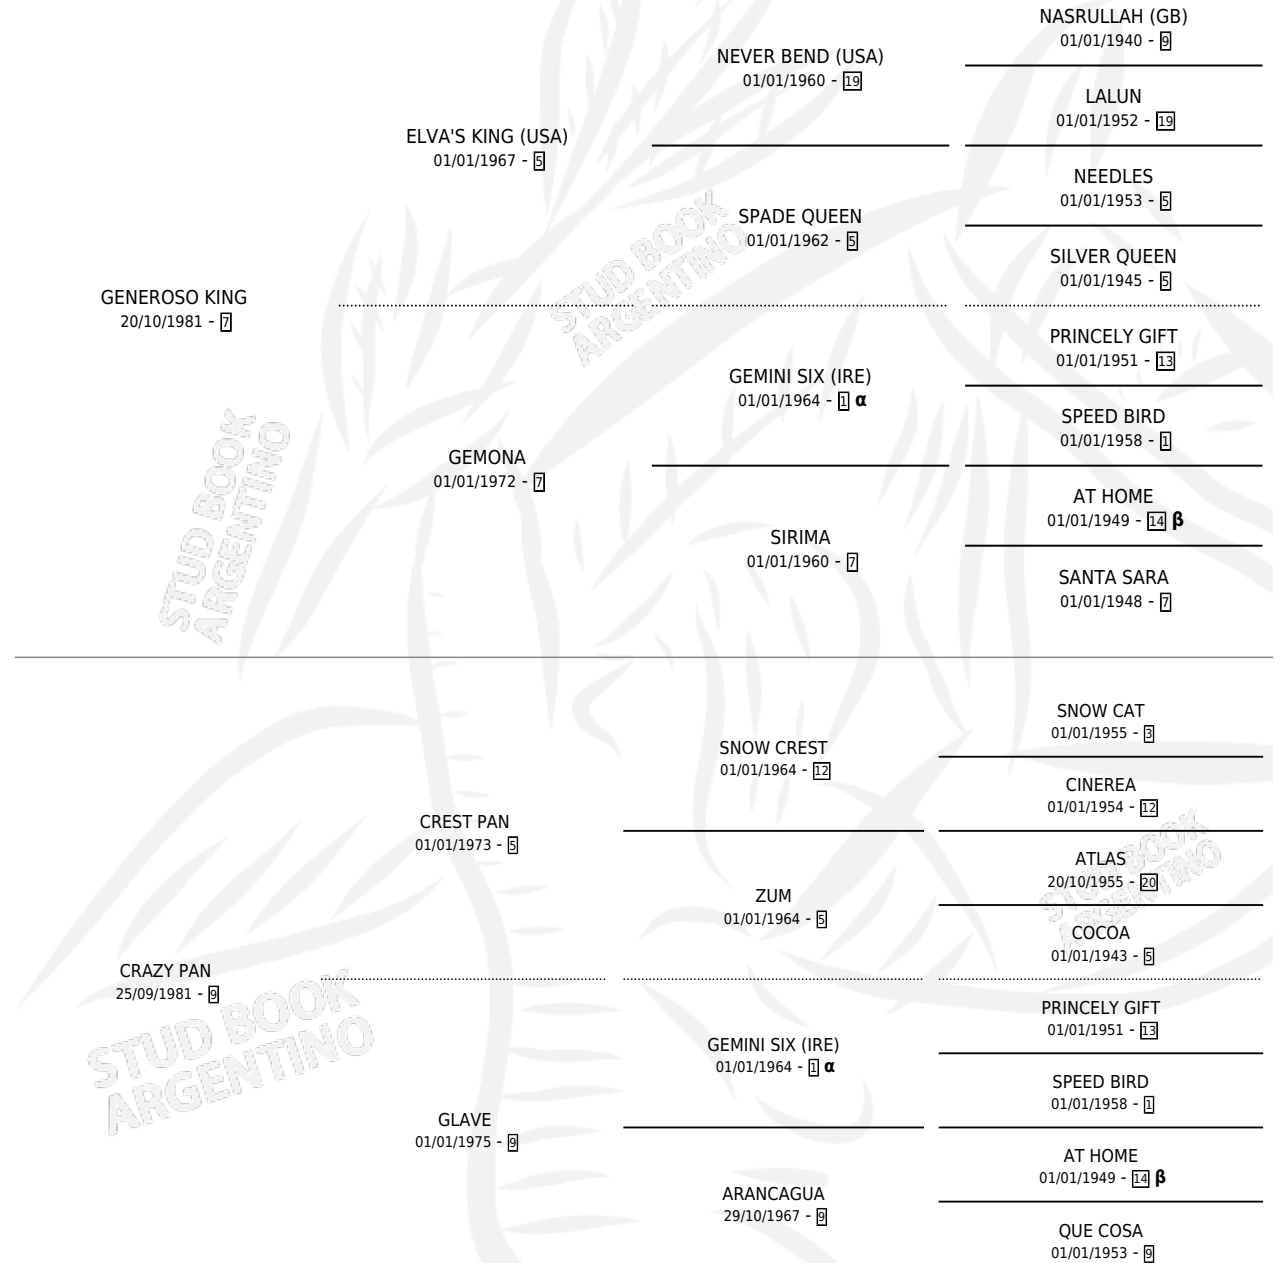 GENEROSO KING
20/10/1981 - 7
ELVA'S KING (USA)
01/01/1967 - 5
NEVER BEND (USA)
01/01/1960 - 19
NASRULLAH (GB)
01/01/1940 - 9
LALUN
01/01/1952 - 19
SPADE QUEEN
01/01/1962 - 5
NEEDLES
01/01/1953 - 5
SILVER QUEEN
01/01/1945 - 5
GEMONA
01/01/1972 - 7
GEMINI SIX (IRE)
01/01/1964 - 1 α
PRINCELY GIFT
01/01/1951 - 13
SPEED BIRD
01/01/1958 - 1
SIRIMA
01/01/1960 - 7
AT HOME
01/01/1949 - 14 β
SANTA SARA
01/01/1948 - 7
CRAZY PAN
25/09/1981 - 9
CREST PAN
01/01/1973 - 5
SNOW CREST
01/01/1964 - 12
SNOW CAT
01/01/1955 - 3
CINEREA
01/01/1954 - 12
ZUM
01/01/1964 - 5
ATLAS
20/10/1955 - 20
COCOA
01/01/1943 - 5
GLAVE
01/01/1975 - 9
GEMINI SIX (IRE)
01/01/1964 - 1 α
PRINCELY GIFT
01/01/1951 - 13
SPEED BIRD
01/01/1958 - 1
ARANCAGUA
29/10/1967 - 9
AT HOME
01/01/1949 - 14 β
QUE COSA
01/01/1953 - 9
STUD BOOK
ARGENTINO
STUD BOOK
ARGENTINO
STUD BOOK
ARGENTINO
STUD BOOK
ARGENTINO